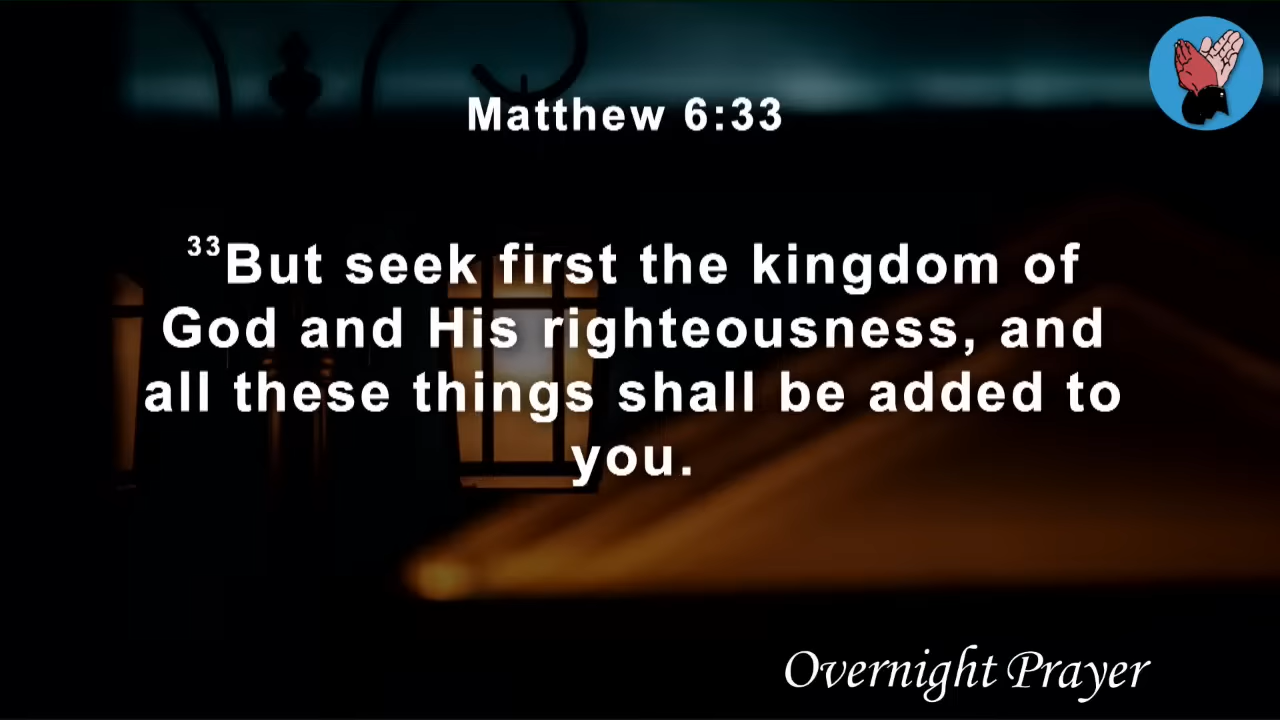 Matthew 6:33
³³But seek first the kingdom of
God and His righteousness, and
all these things shall be added to
you.
Overnight Prayer